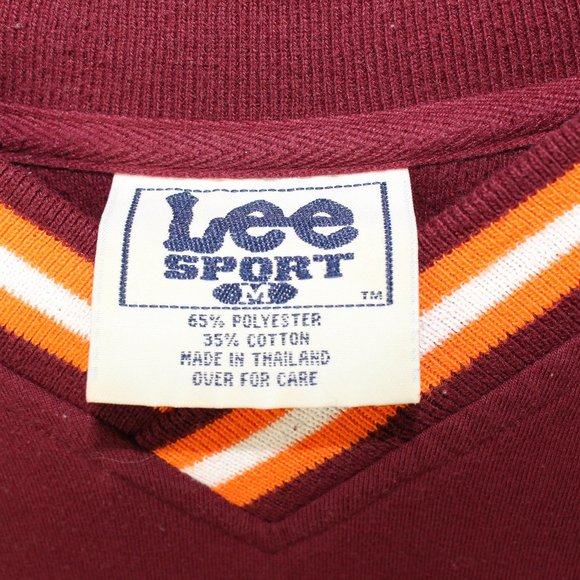 Lee
SPORT
M
TM
65% POLYESTER
35% COTTON
MADE IN THAILAND
OVER FOR CARE